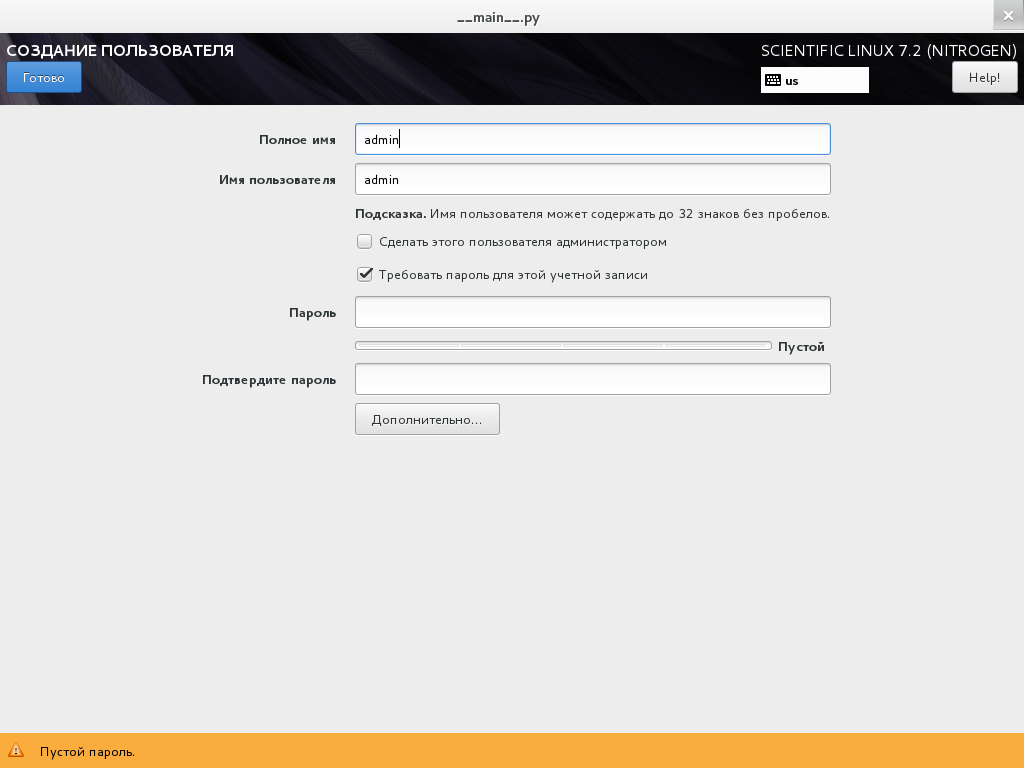 __main__.py
СОЗДАНИЕ ПОЛЬЗОВАТЕЛЯ
SCIENTIFIC LINUX 7.2 (NITROGEN)
Готово
us
Help!
Полное имя
admin
Имя пользователя
admin
Подсказка. Имя пользователя может содержать до 32 знаков без пробелов.
Сделать этого пользователя администратором
Требовать пароль для этой учетной записи
Пароль
Пустой
Подтвердите пароль
Дополнительно...
Пустой пароль.